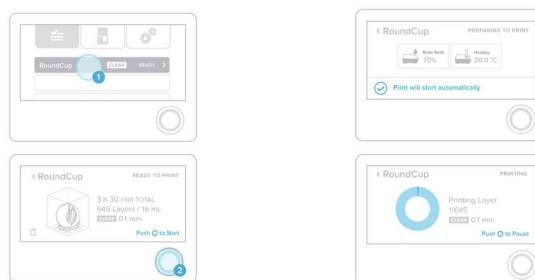 RoundCup CLEAR READY >
1
< RoundCup PREPARING TO PRINT
Resin Refill
70%
Heating
20.0 °C
Print will start automatically
< RoundCup READY TO PRINT
3 h 30 min TOTAL
645 Layers / 16 mL
CLEAR 0.1 mm
Push O to Start
2
< RoundCup PRINTING
Printing Layer
1/645
CLEAR 0.1 mm
Push O to Pause